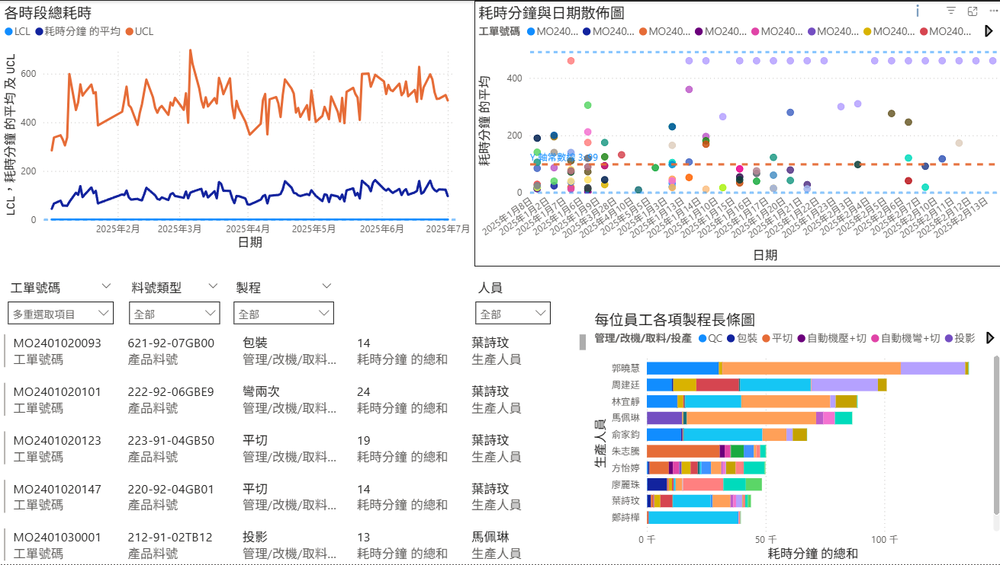 各時段總耗時
LCL 耗時分鐘 的平均 UCL
LCL，耗時分鐘 的平均 及 UCL
600
400
200
0
2025年2月 2025年3月 2025年4月 2025年5月 2025年6月 2025年7月
日期
耗時分鐘與日期散佈圖
工單號碼 MO240... MO240... MO240... MO240... MO240... MO240... MO240... MO240...
耗時分鐘 的平均
400
200
0
2025年1月8日 2025年1月2日 2025年1月7日 2025年1月6日 2025年1月9日 2025年3月28日 2025年4月10日 2025年5月5日 2025年1月3日 2025年1月13日 2025年1月14日 2025年1月10日 2025年1月15日 2025年1月16日 2025年1月17日 2025年1月20日 2025年1月21日 2025年1月22日 2025年1月23日 2025年2月3日 2025年2月4日 2025年2月5日 2025年2月6日 2025年2月7日 2025年2月10日 2025年2月11日 2025年2月12日 2025年2月13日
日期
工單號碼 料號類型 製程 人員
多重選取項目 全部 全部 全部
MO2401020093 621-92-07GB00 包裝 14 葉詩玟
工單號碼 產品料號 管理/改機/取料... 耗時分鐘 的總和 生產人員
MO2401020101 222-92-06GBE9 彎兩次 24 葉詩玟
工單號碼 產品料號 管理/改機/取料... 耗時分鐘 的總和 生產人員
MO2401020123 223-91-04GB50 平切 19 葉詩玟
工單號碼 產品料號 管理/改機/取料... 耗時分鐘 的總和 生產人員
MO2401020147 220-92-04GB01 平切 14 葉詩玟
工單號碼 產品料號 管理/改機/取料... 耗時分鐘 的總和 生產人員
MO2401030001 212-91-02TB12 投影 13 馬佩琳
工單號碼 產品料號 管理/改機/取料... 耗時分鐘 的總和 生產人員
每位員工各項製程長條圖
管理/改機/取料/投產 QC 包裝 平切 自動機壓+切 自動機彎+切 投影
生產人員
郭曉慧
周建廷
林宜靜
馬佩琳
俞家鈞
朱志騰
方怡婷
廖麗珠
葉詩玟
鄭詩樺
0 千 50 千 100 千
耗時分鐘 的總和